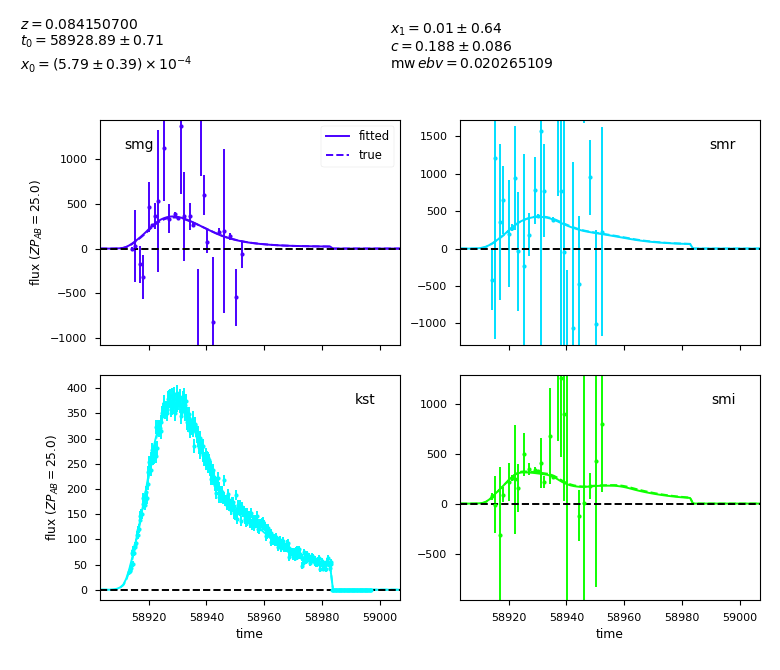 z = 0.084150700
t₀ = 58928.89 ± 0.71
x₀ = (5.79 ± 0.39) × 10⁻⁴
x₁ = 0.01 ± 0.64
c = 0.188 ± 0.086
mw ebv = 0.020265109
smg
fitted
true
1000
500
0
−500
−1000
flux (ZP_AB = 25.0)
smr
1500
1000
500
0
−500
−1000
kst
400
350
300
250
200
150
100
50
0
flux (ZP_AB = 25.0)
58920 58940 58960 58980 59000
time
smi
1000
500
0
−500
58920 58940 58960 58980 59000
time